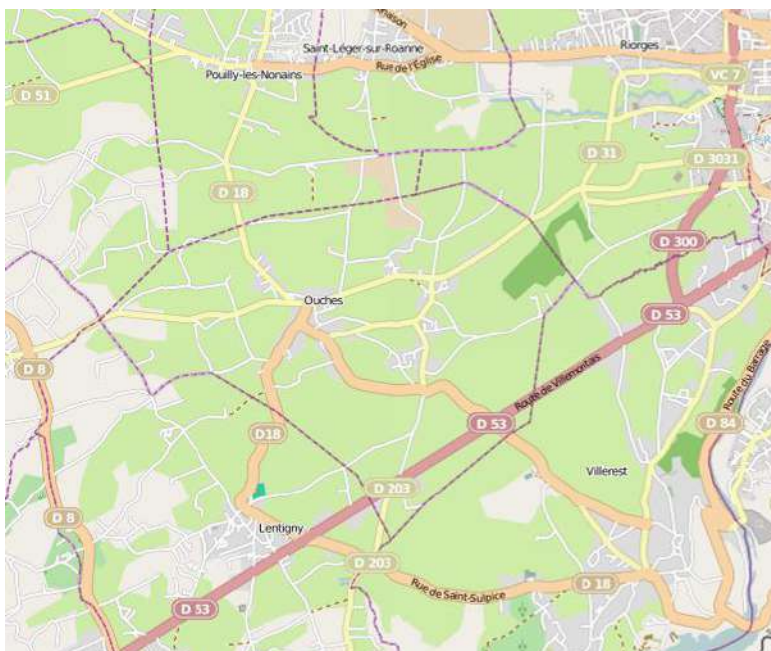 Saint-Léger-sur-Roanne
Riorges
Rue de l'Église
Pouilly-les-Nonains
VC 7
D 51
D 31
D 3031
D 18
D 300
Ouches
D 53
D 8
Route de Villemontais
Route du Barrage
D 53
D 84
D18
Villerest
D 203
D 8
Lentigny
D 203
Rue de Saint-Sulpice
D 18
D 53